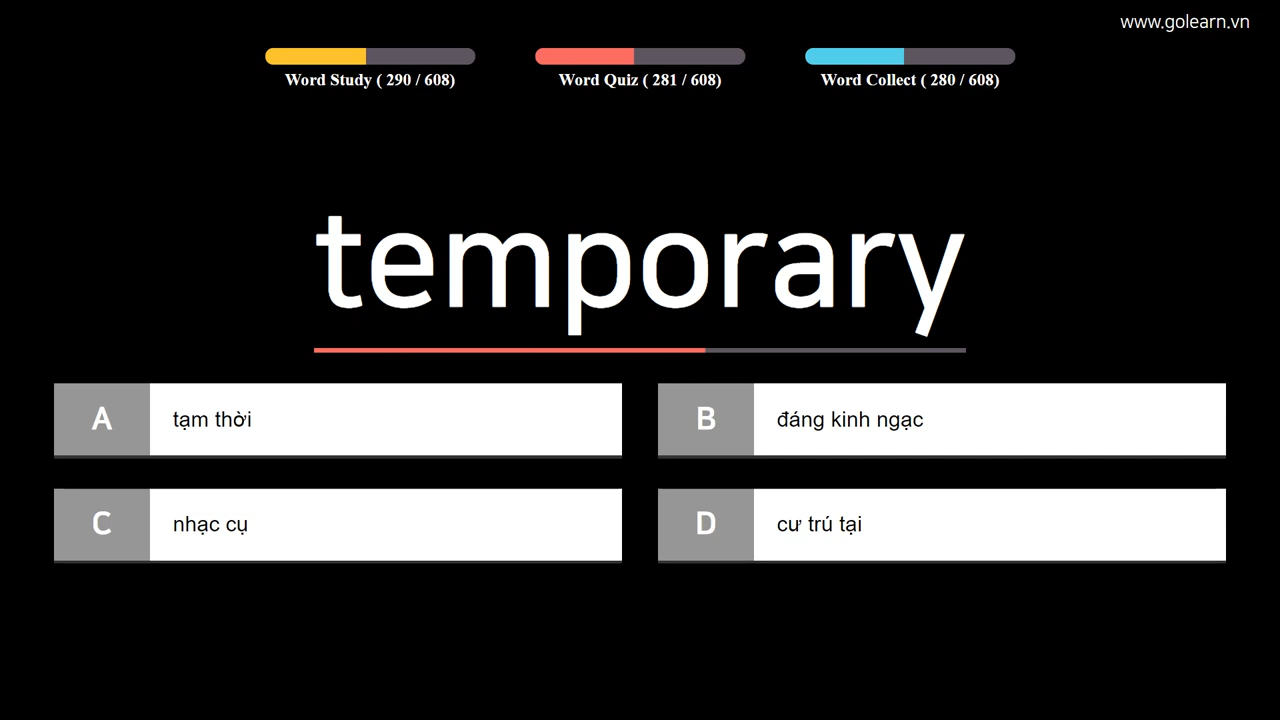 www.golearn.vn
Word Study ( 290 / 608)
Word Quiz ( 281 / 608)
Word Collect ( 280 / 608)
temporary
A tạm thời
B đáng kinh ngạc
C nhạc cụ
D cư trú tại